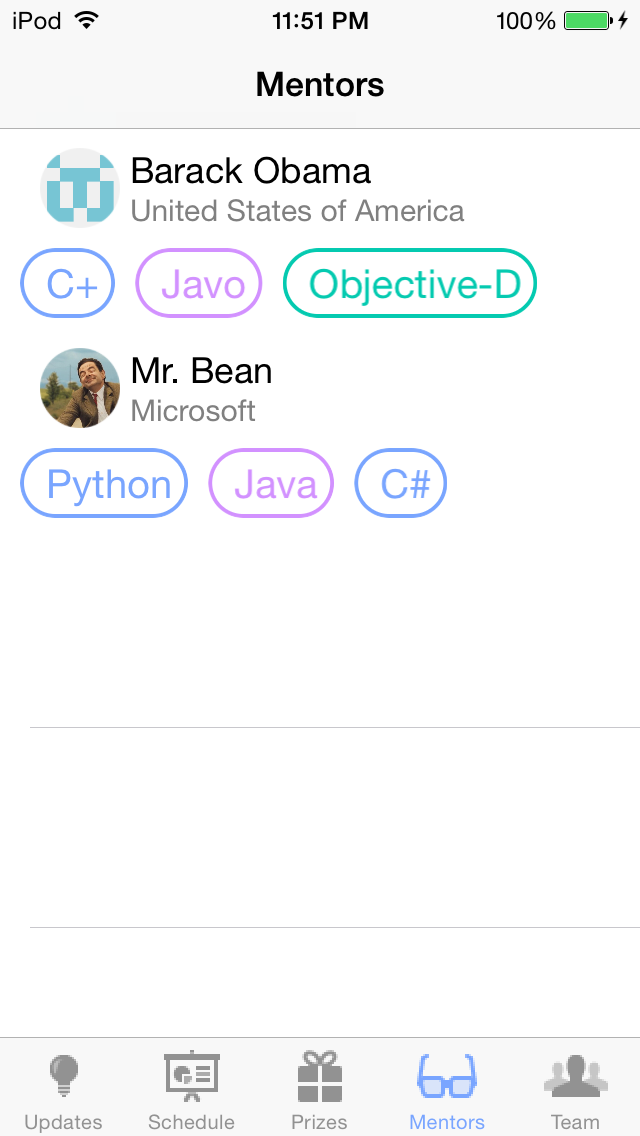 iPod 11:51 PM 100%
Mentors
Barack Obama
United States of America
C+ Javo Objective-D
Mr. Bean
Microsoft
Python Java C#
Updates Schedule Prizes Mentors Team